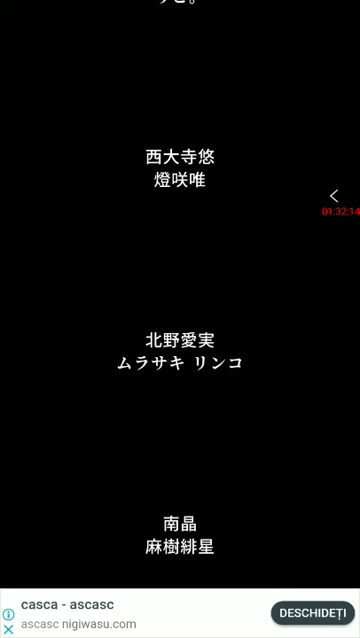 西大寺悠
燈咲唯
01:32:14
北野愛実
ムラサキ リンコ
南晶
麻樹緋星
casca - ascasc
ascasc nigiwasu.com
DESCHIDEȚI